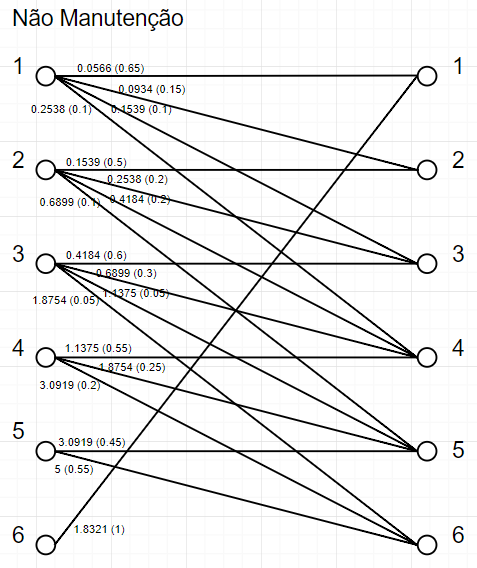 Não Manutenção
1 0.0566 (0.65) 1
0.0934 (0.15)
0.2538 (0.1) 0.1539 (0.1)
2 0.1539 (0.5) 2
0.2538 (0.2)
0.6899 (0.1) 0.4184 (0.2)
3 0.4184 (0.6) 3
0.6899 (0.3)
1.8754 (0.05) 1.1375 (0.05)
4 1.1375 (0.55) 4
1.8754 (0.25)
3.0919 (0.2)
5 3.0919 (0.45) 5
5 (0.55)
6 1.8321 (1) 6